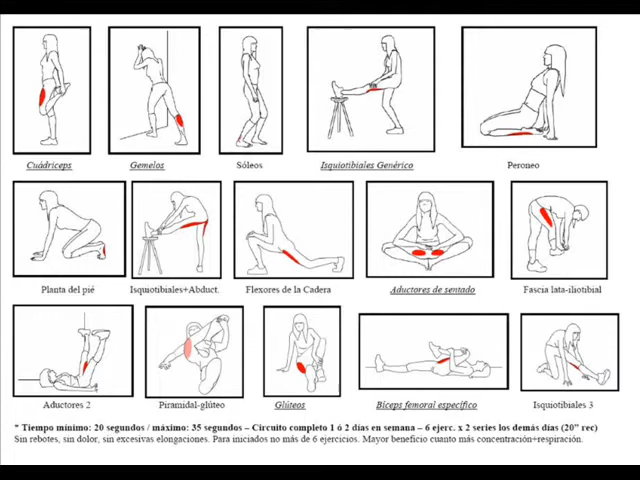 Cuádriceps
Gemelos
Sóleos
Isquiotibiales Genérico
Peroneo
Planta del pié
Isquiotibiales+Abduct.
Flexores de la Cadera
Aductores de sentado
Fascia lata-iliotibial
Aductores 2
Piramidal-glúteo
Glúteos
Biceps femoral específico
Isquiotibiales 3
* Tiempo mínimo: 20 segundos / máximo: 35 segundos – Circuito completo 1 ó 2 días en semana – 6 ejerc. x 2 series los demás días (20" rec)
Sin rebotes, sin dolor, sin excesivas elongaciones. Para iniciados no más de 6 ejercicios. Mayor beneficio cuanto más concentración+respiración.